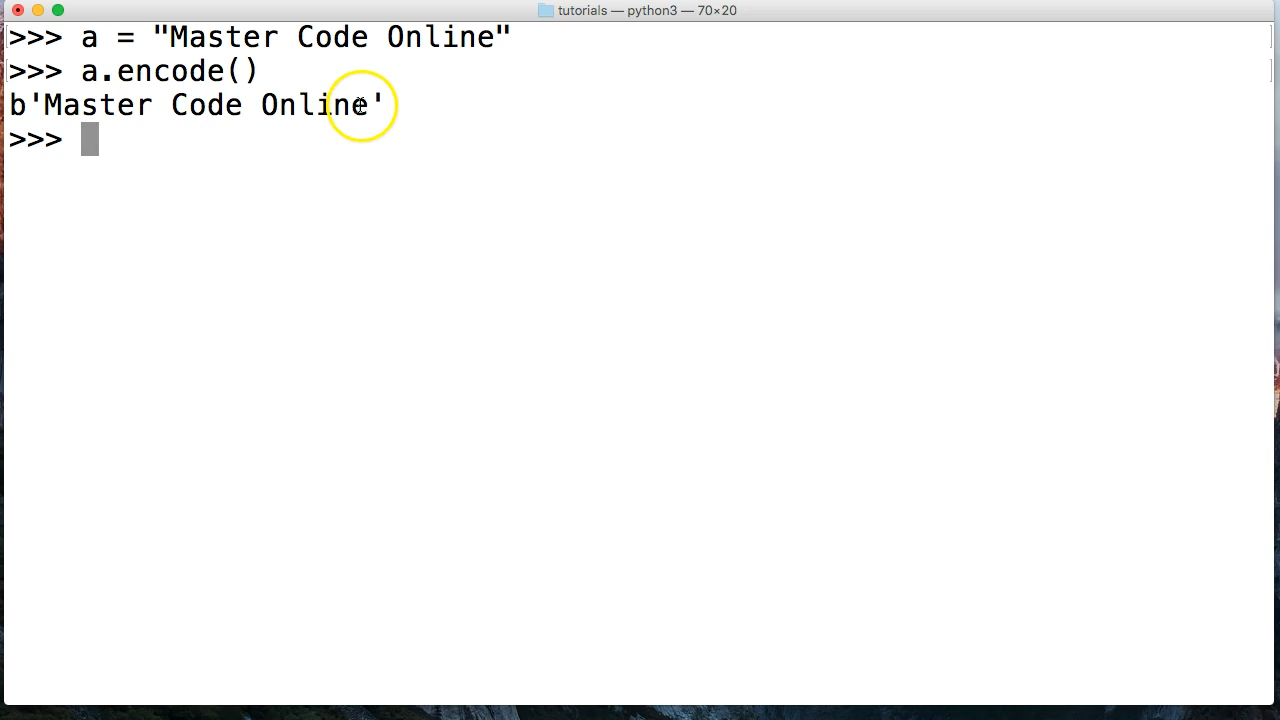 tutorials — python3 — 70×20
>>> a = "Master Code Online"
>>> a.encode()
b'Master Code Online'
>>>